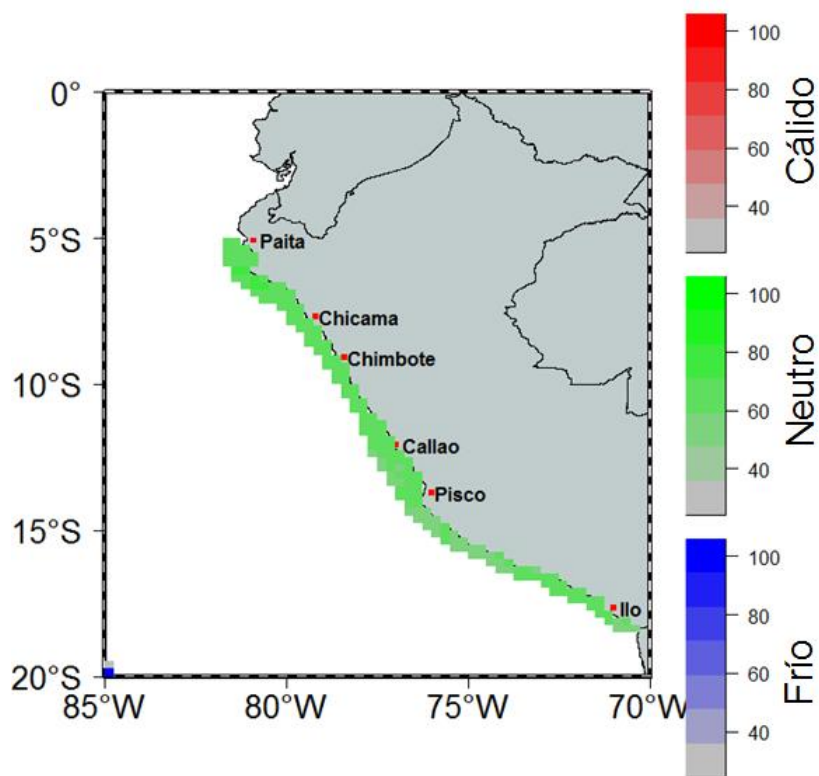 0°
5°S
10°S
15°S
20°S
85°W
80°W
75°W
70°W
Paita
Chicama
Chimbote
Callao
Pisco
Ilo
100
80
60
40
Cálido
100
80
60
40
Neutro
100
80
60
40
Frío